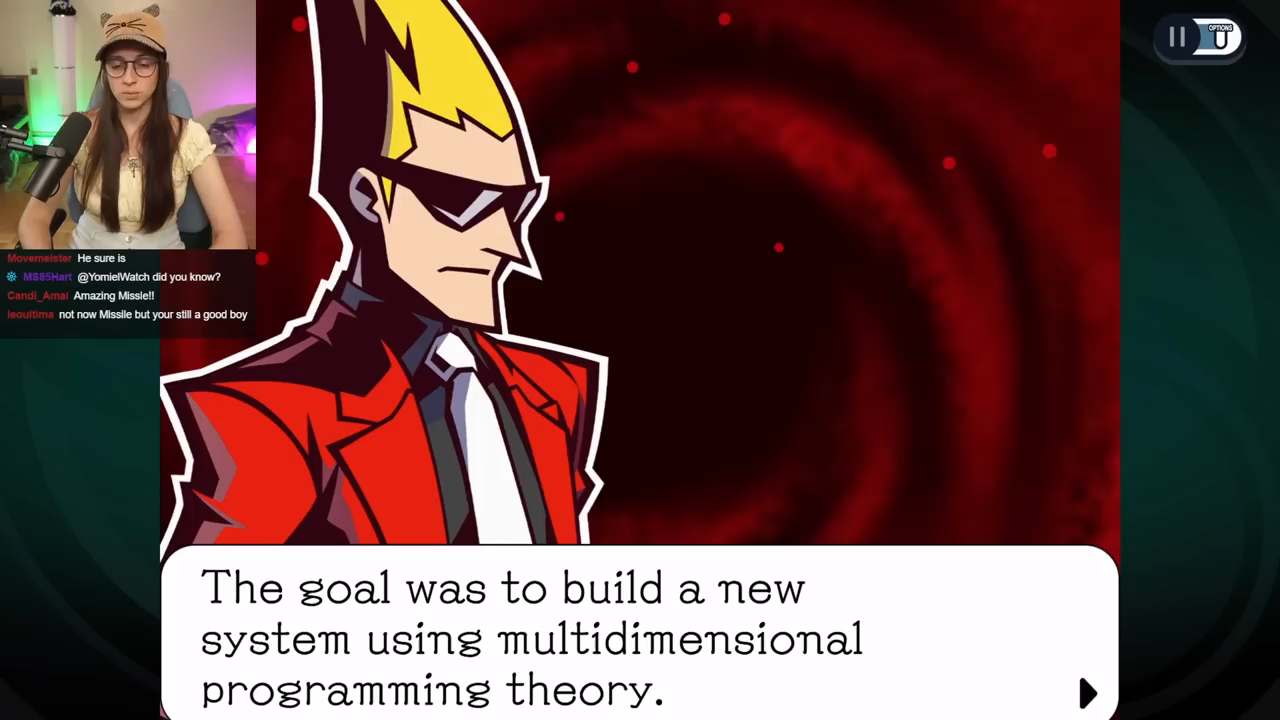 OPTIONS
Movemeister He sure is
MS85Hart @YomielWatch did you know?
Candi_Amai Amazing Missle!!
leoultima not now Missile but your still a good boy
The goal was to build a new
system using multidimensional
programming theory.